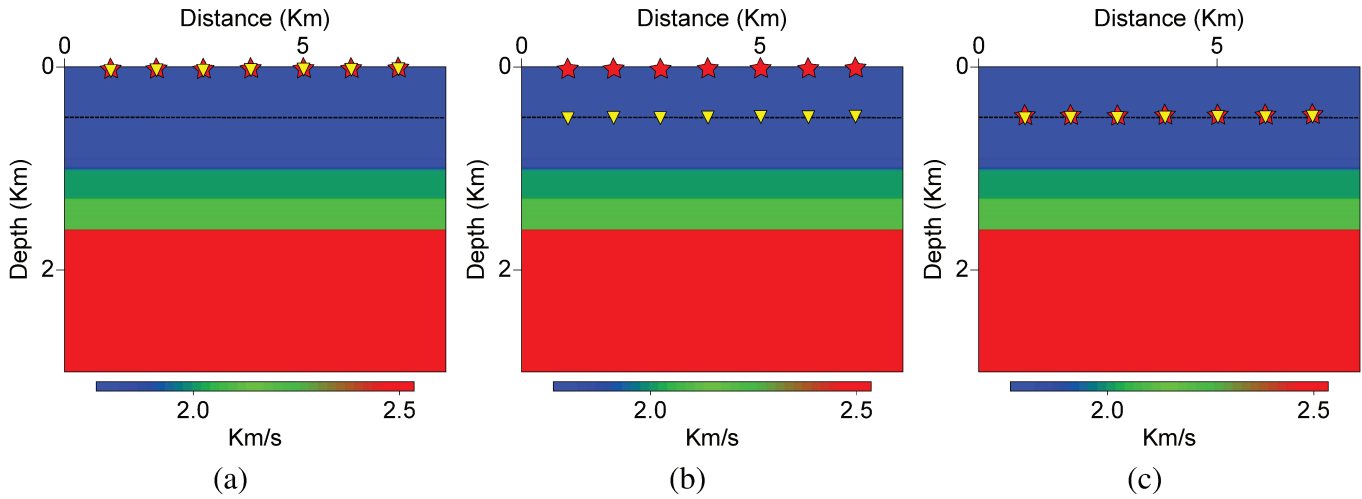 Distance (Km)
0 5
0
2
Depth (Km)
2.0 2.5
Km/s
(a)
Distance (Km)
0 5
0
2
Depth (Km)
2.0 2.5
Km/s
(b)
Distance (Km)
0 5
0
2
Depth (Km)
2.0 2.5
Km/s
(c)